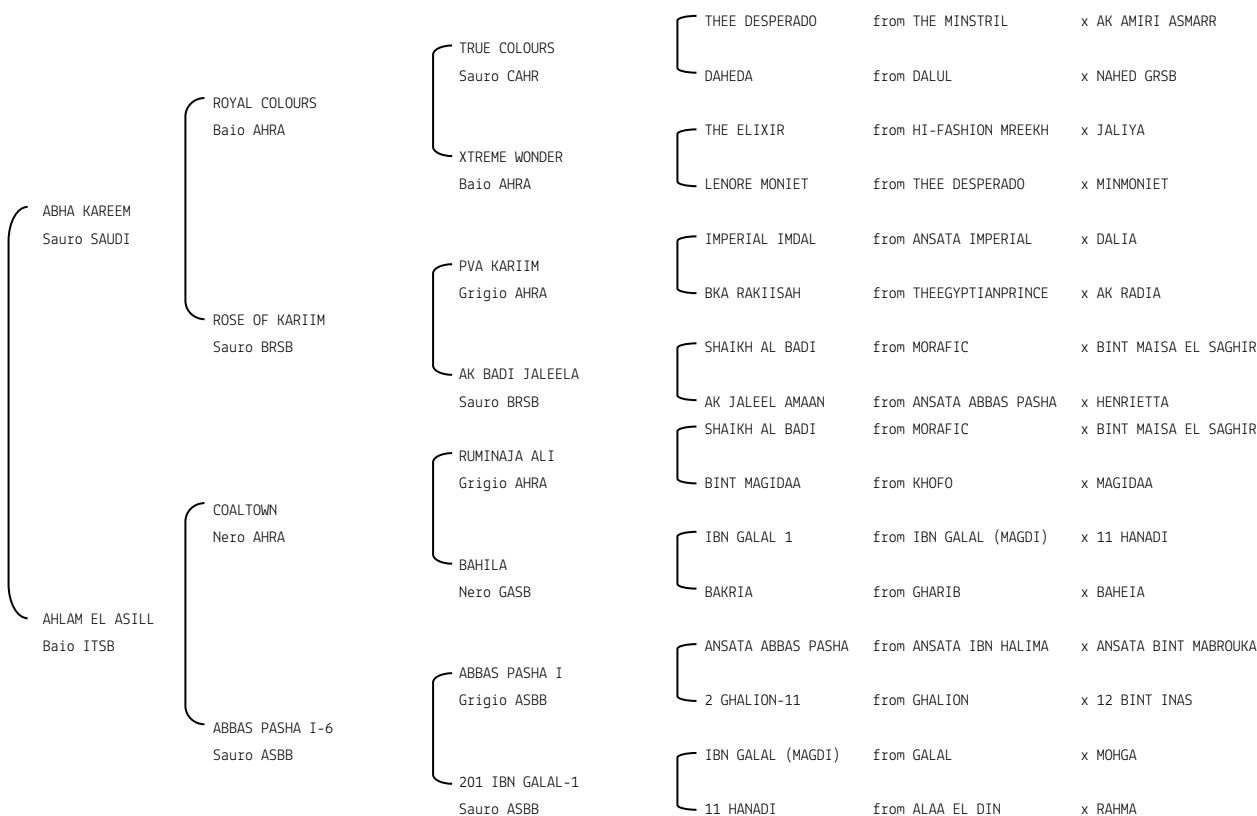 THEE DESPERADO from THE MINSTRIL x AK AMIRI ASMARR
TRUE COLOURS
Sauro CAHR DAHEDA from DALUL x NAHED GRSB
ROYAL COLOURS
Baio AHRA THE ELIXIR from HI-FASHION MREEKH x JALIYA
XTREME WONDER
Baio AHRA LENORE MONIET from THEE DESPERADO x MINMONIET
ABHA KAREEM
Sauro SAUDI IMPERIAL IMDAL from ANSATA IMPERIAL x DALIA
PVA KARIIM
Grigio AHRA BKA RAKIISAH from THEEGYPTIANPRINCE x AK RADIA
ROSE OF KARIIM
Sauro BRSB SHAIKH AL BADI from MORAFIC x BINT MAISA EL SAGHIR
AK BADI JALEELA
Sauro BRSB AK JALEEL AMAAN from ANSATA ABBAS PASHA x HENRIETTA
SHAIKH AL BADI from MORAFIC x BINT MAISA EL SAGHIR
RUMINAJA ALI
Grigio AHRA BINT MAGIDAA from KHOFO x MAGIDAA
COALTOWN
Nero AHRA IBN GALAL 1 from IBN GALAL (MAGDI) x 11 HANADI
BAHILA
Nero GASB BAKRIA from GHARIB x BAHEIA
AHLAM EL ASILL
Baio ITSB ANSATA ABBAS PASHA from ANSATA IBN HALIMA x ANSATA BINT MABROUKA
ABBAS PASHA I
Grigio ASBB 2 GHALION-11 from GHALION x 12 BINT INAS
ABBAS PASHA I-6
Sauro ASBB IBN GALAL (MAGDI) from GALAL x MOHGA
201 IBN GALAL-1
Sauro ASBB 11 HANADI from ALAA EL DIN x RAHMA